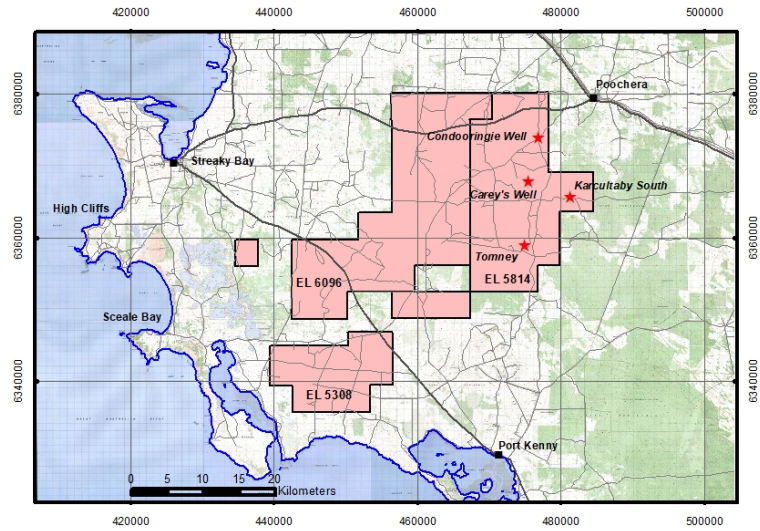 420000 440000 460000 480000 500000
6380000 6380000
Poochera
Condooringie Well
Streaky Bay
Carey's Well Karcultaby South
High Cliffs
6360000 6360000
Tomney
EL 6096 EL 5814
Sceale Bay
6340000 6340000
EL 5308
Port Kenny
0 5 10 15 20
Kilometers
420000 440000 460000 480000 500000